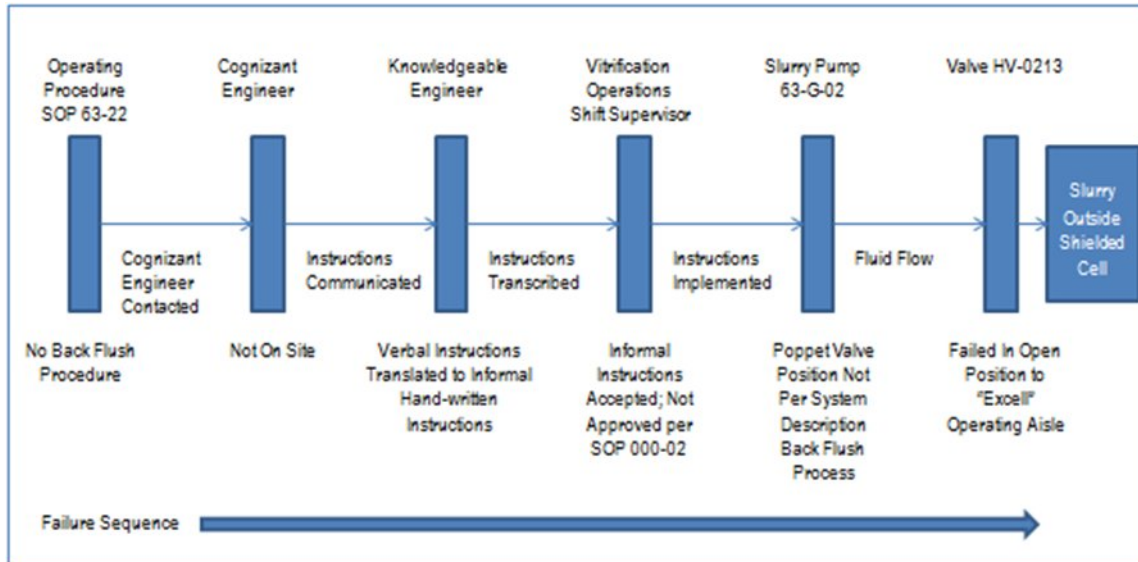 Operating
Procedure
SOP 63-22
Cognizant
Engineer
Knowledgeable
Engineer
Vitrification
Operations
Shift Supervisor
Slurry Pump
63-G-02
Valve HV-0213
Cognizant
Engineer
Contacted
Instructions
Communicated
Instructions
Transcribed
Instructions
Implemented
Fluid Flow
Slurry
Outside
Shielded
Cell
No Back Flush
Procedure
Not On Site
Verbal Instructions
Translated to Informal
Hand-written
Instructions
Informal
Instructions
Accepted; Not
Approved per
SOP 000-02
Poppet Valve
Position Not
Per System
Description
Back Flush
Process
Failed In Open
Position to
"Excell"
Operating Aisle
Failure Sequence